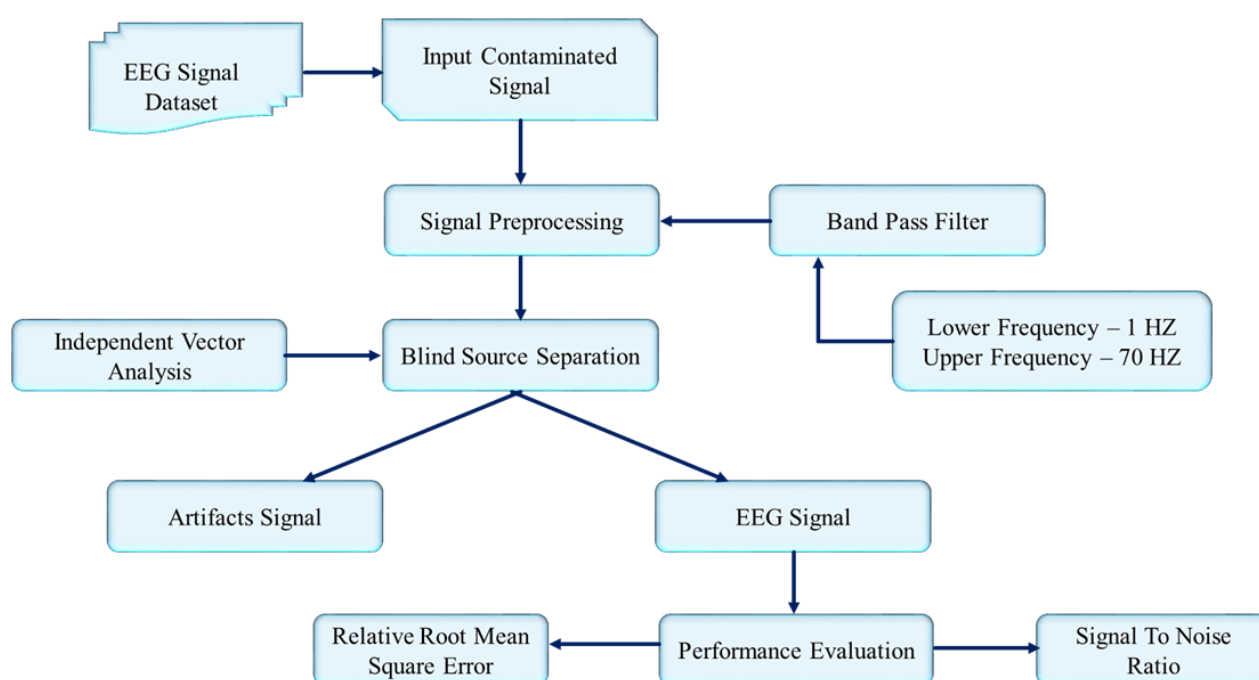 EEG Signal
Dataset
Input Contaminated
Signal
Signal Preprocessing
Band Pass Filter
Lower Frequency – 1 HZ
Upper Frequency – 70 HZ
Independent Vector
Analysis
Blind Source Separation
Artifacts Signal
EEG Signal
Relative Root Mean
Square Error
Performance Evaluation
Signal To Noise
Ratio